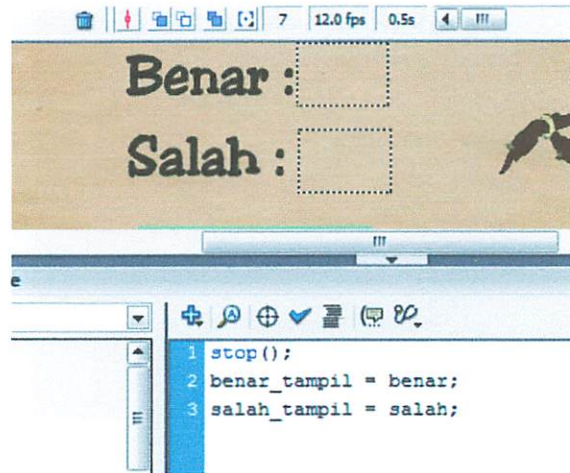 7 12.0 fps 0.5s
Benar :
Salah :
e
1 stop();
2 benar_tampil = benar;
3 salah_tampil = salah;